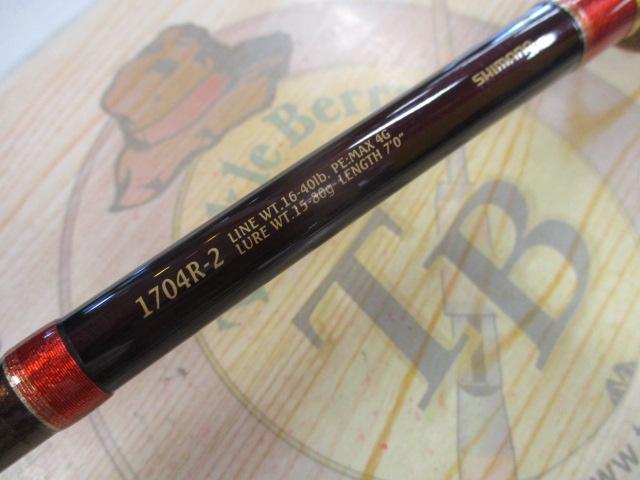 SHIMANO
1704R-2
LINE WT.16-40lb. PE:MAX 4G
LURE WT.15-80g LENGTH 7'0"
TB